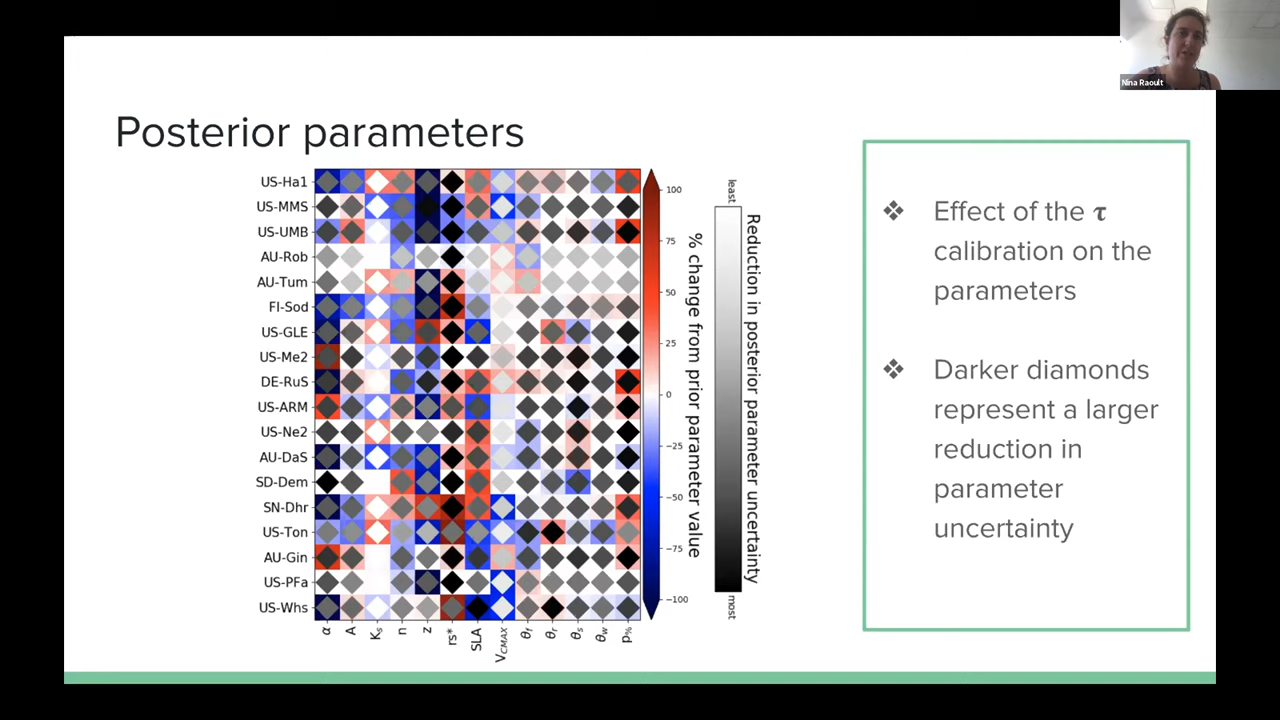 Nina Raoult
Posterior parameters
US-Ha1
US-MMS
US-UMB
AU-Rob
AU-Tum
FI-Sod
US-GLE
US-Me2
DE-RuS
US-ARM
US-Ne2
AU-DaS
SD-Dem
SN-Dhr
US-Ton
AU-Gin
US-PFa
US-Whs
α
A
Ks
n
z
rs*
SLA
VCMAX
θf
θr
θs
θw
p%
100
75
50
25
0
−25
−50
−75
−100
% change from prior parameter value
least
most
Reduction in posterior parameter uncertainty
❖ Effect of the τ
calibration on the
parameters
❖ Darker diamonds
represent a larger
reduction in
parameter
uncertainty